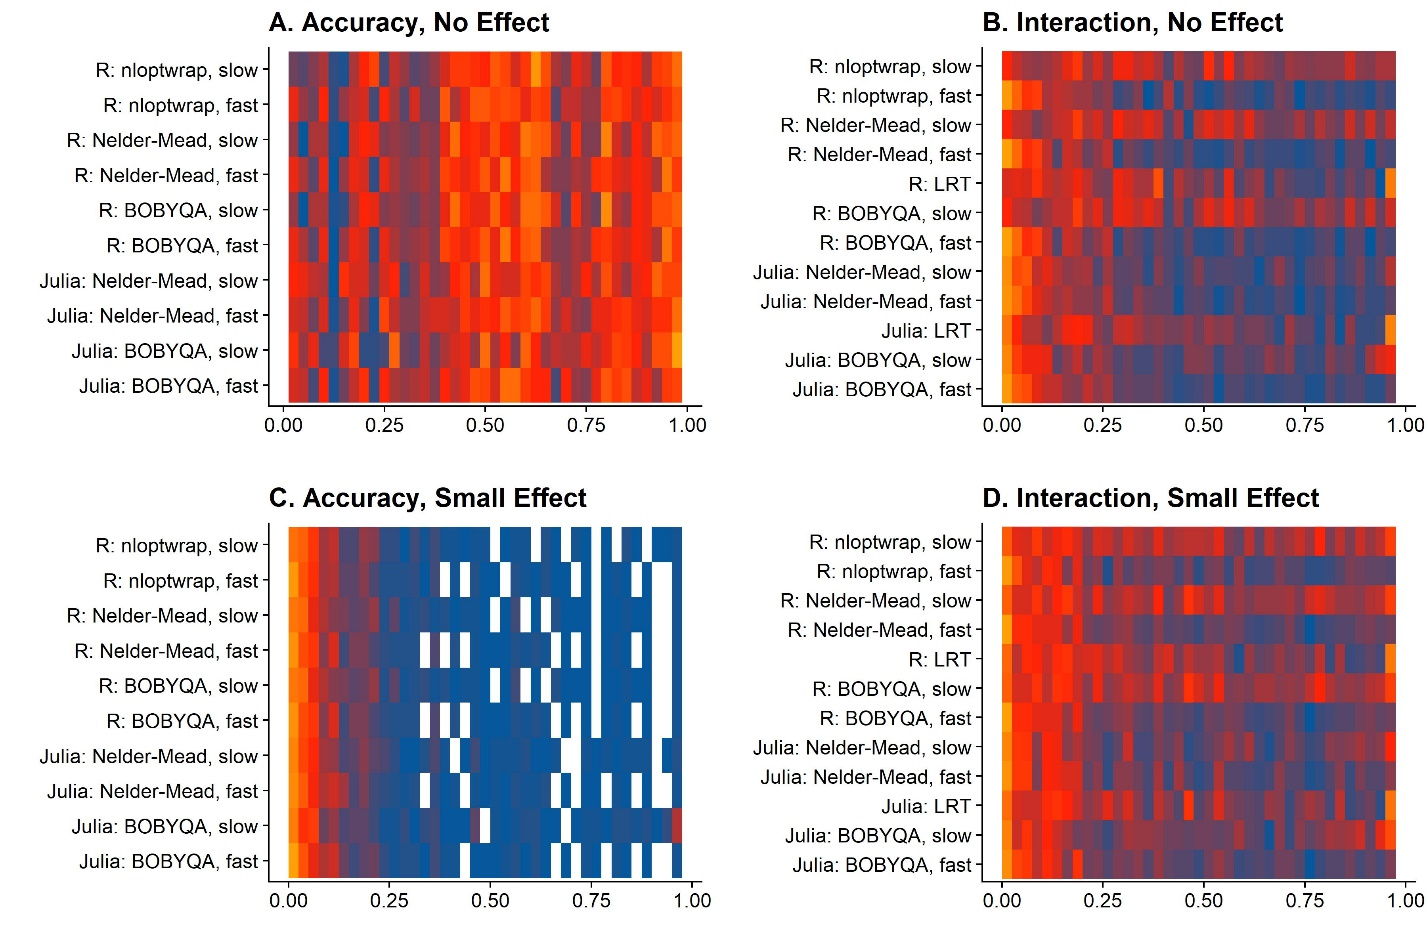 A. Accuracy, No Effect
R: nloptwrap, slow
R: nloptwrap, fast
R: Nelder-Mead, slow
R: Nelder-Mead, fast
R: BOBYQA, slow
R: BOBYQA, fast
Julia: Nelder-Mead, slow
Julia: Nelder-Mead, fast
Julia: BOBYQA, slow
Julia: BOBYQA, fast
0.00 0.25 0.50 0.75 1.00
B. Interaction, No Effect
R: nloptwrap, slow
R: nloptwrap, fast
R: Nelder-Mead, slow
R: Nelder-Mead, fast
R: LRT
R: BOBYQA, slow
R: BOBYQA, fast
Julia: Nelder-Mead, slow
Julia: Nelder-Mead, fast
Julia: LRT
Julia: BOBYQA, slow
Julia: BOBYQA, fast
0.00 0.25 0.50 0.75 1.00
C. Accuracy, Small Effect
R: nloptwrap, slow
R: nloptwrap, fast
R: Nelder-Mead, slow
R: Nelder-Mead, fast
R: BOBYQA, slow
R: BOBYQA, fast
Julia: Nelder-Mead, slow
Julia: Nelder-Mead, fast
Julia: BOBYQA, slow
Julia: BOBYQA, fast
0.00 0.25 0.50 0.75 1.00
D. Interaction, Small Effect
R: nloptwrap, slow
R: nloptwrap, fast
R: Nelder-Mead, slow
R: Nelder-Mead, fast
R: LRT
R: BOBYQA, slow
R: BOBYQA, fast
Julia: Nelder-Mead, slow
Julia: Nelder-Mead, fast
Julia: LRT
Julia: BOBYQA, slow
Julia: BOBYQA, fast
0.00 0.25 0.50 0.75 1.00